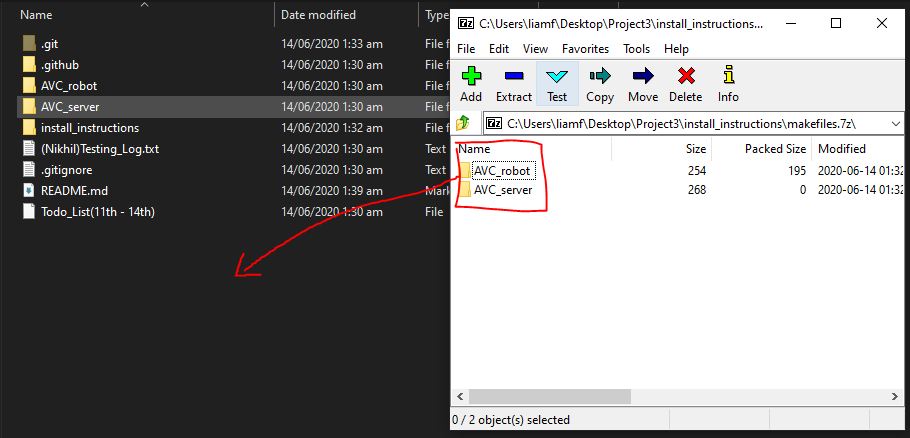 Name Date modified Type
.git 14/06/2020 1:33 am File f
.github 14/06/2020 1:30 am File f
AVC_robot 14/06/2020 1:30 am File f
AVC_server 14/06/2020 1:30 am File f
install_instructions 14/06/2020 1:32 am File f
(Nikhil)Testing_Log.txt 14/06/2020 1:30 am Text
.gitignore 14/06/2020 1:30 am Text
README.md 14/06/2020 1:39 am Mark
Todo_List(11th - 14th) 14/06/2020 1:30 am File
7z C:\Users\liamf\Desktop\Project3\install_instructions...
File Edit View Favorites Tools Help
Add Extract Test Copy Move Delete Info
7z C:\Users\liamf\Desktop\Project3\install_instructions\makefiles.7z\
Name Size Packed Size Modified
AVC_robot 254 195 2020-06-14 01:32
AVC_server 268 0 2020-06-14 01:32
0 / 2 object(s) selected